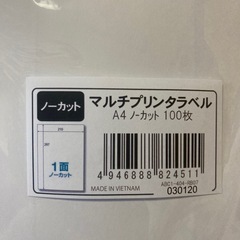 ノーカット
マルチプリンタラベル
A4 ノーカット 100枚
210
297
1面
ノーカット
4 946888 824511
MADE IN VIETNAM
030120